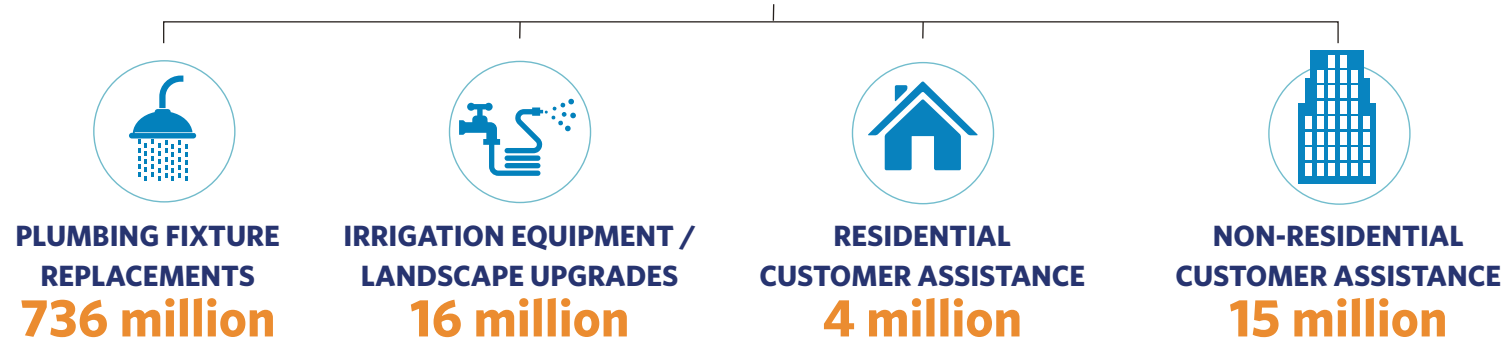 PLUMBING FIXTURE
REPLACEMENTS
736 million
IRRIGATION EQUIPMENT /
LANDSCAPE UPGRADES
16 million
RESIDENTIAL
CUSTOMER ASSISTANCE
4 million
NON-RESIDENTIAL
CUSTOMER ASSISTANCE
15 million